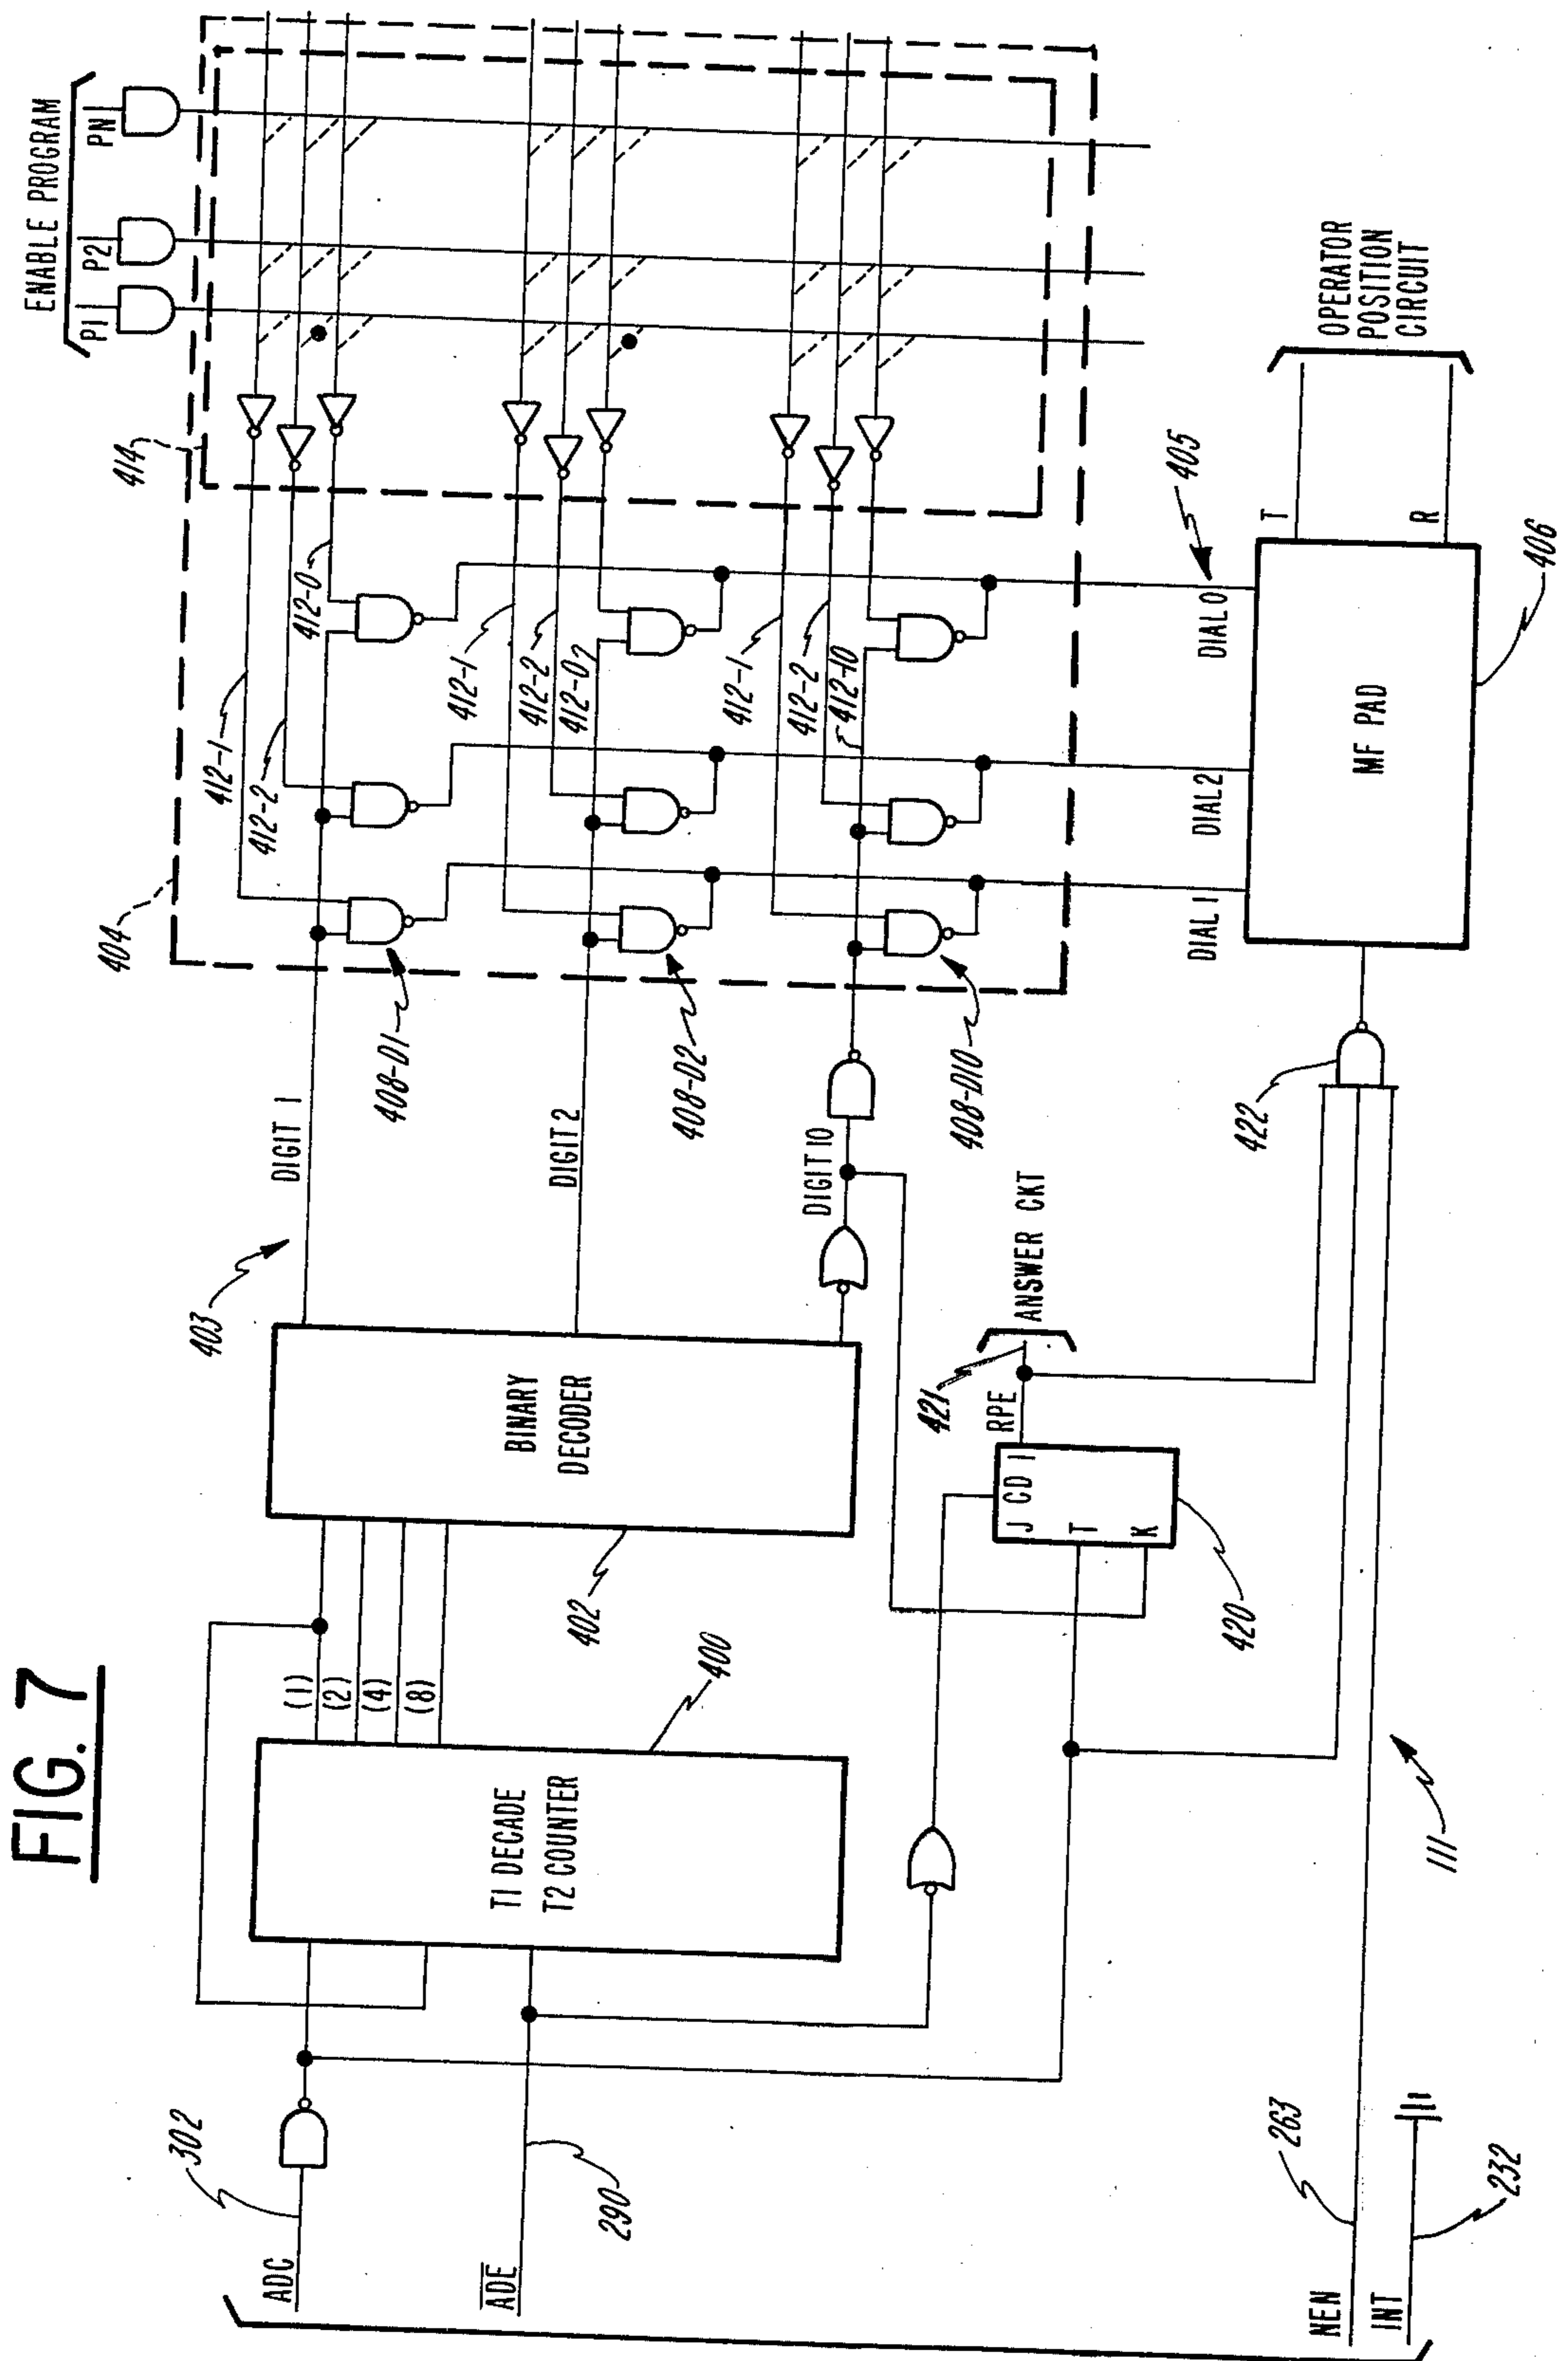 FIG. 7
ENABLE PROGRAM
P1
P2
PN
414
404
412-1
412-2
412-0
412-1
412-2
412-0
412-1
412-2
412-10
403
DIGIT 1
408-D1
DIGIT 2
408-D2
DIGIT 10
408-D10
405
DIAL 1
DIAL 2
DIAL 0
MF PAD
406
T
R
OPERATOR
POSITION
CIRCUIT
BINARY
DECODER
402
(1)
(2)
(4)
(8)
T1 DECADE
T2 COUNTER
400
302
ADC
ADE
290
ANSWER CKT
421
RPE
J CD 1
T
K
420
422
111
NEN
263
INT
232